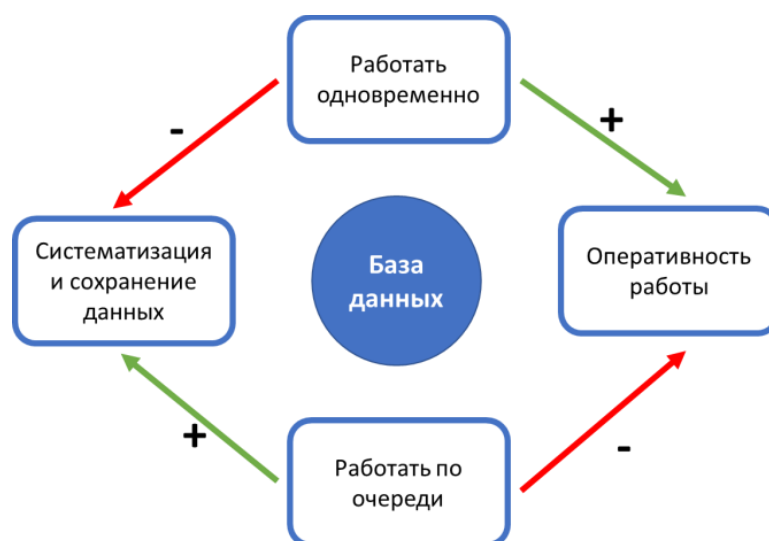 Работать
одновременно
-
+
Систематизация
и сохранение
данных
База
данных
Оперативность
работы
+
-
Работать по
очереди